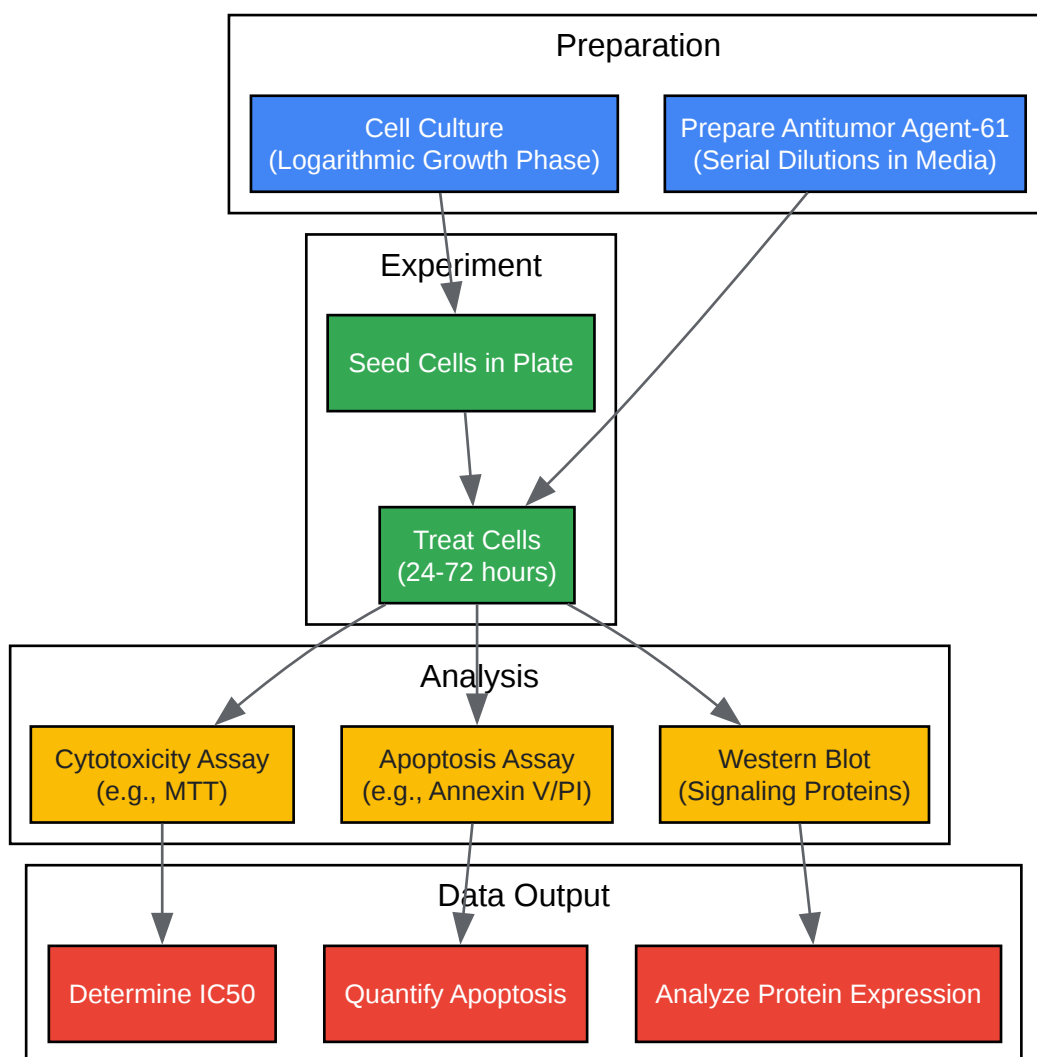 Preparation
Cell Culture
(Logarithmic Growth Phase)
Prepare Antitumor Agent-61
(Serial Dilutions in Media)
Experiment
Seed Cells in Plate
Treat Cells
(24-72 hours)
Analysis
Cytotoxicity Assay
(e.g., MTT)
Apoptosis Assay
(e.g., Annexin V/PI)
Western Blot
(Signaling Proteins)
Data Output
Determine IC50
Quantify Apoptosis
Analyze Protein Expression